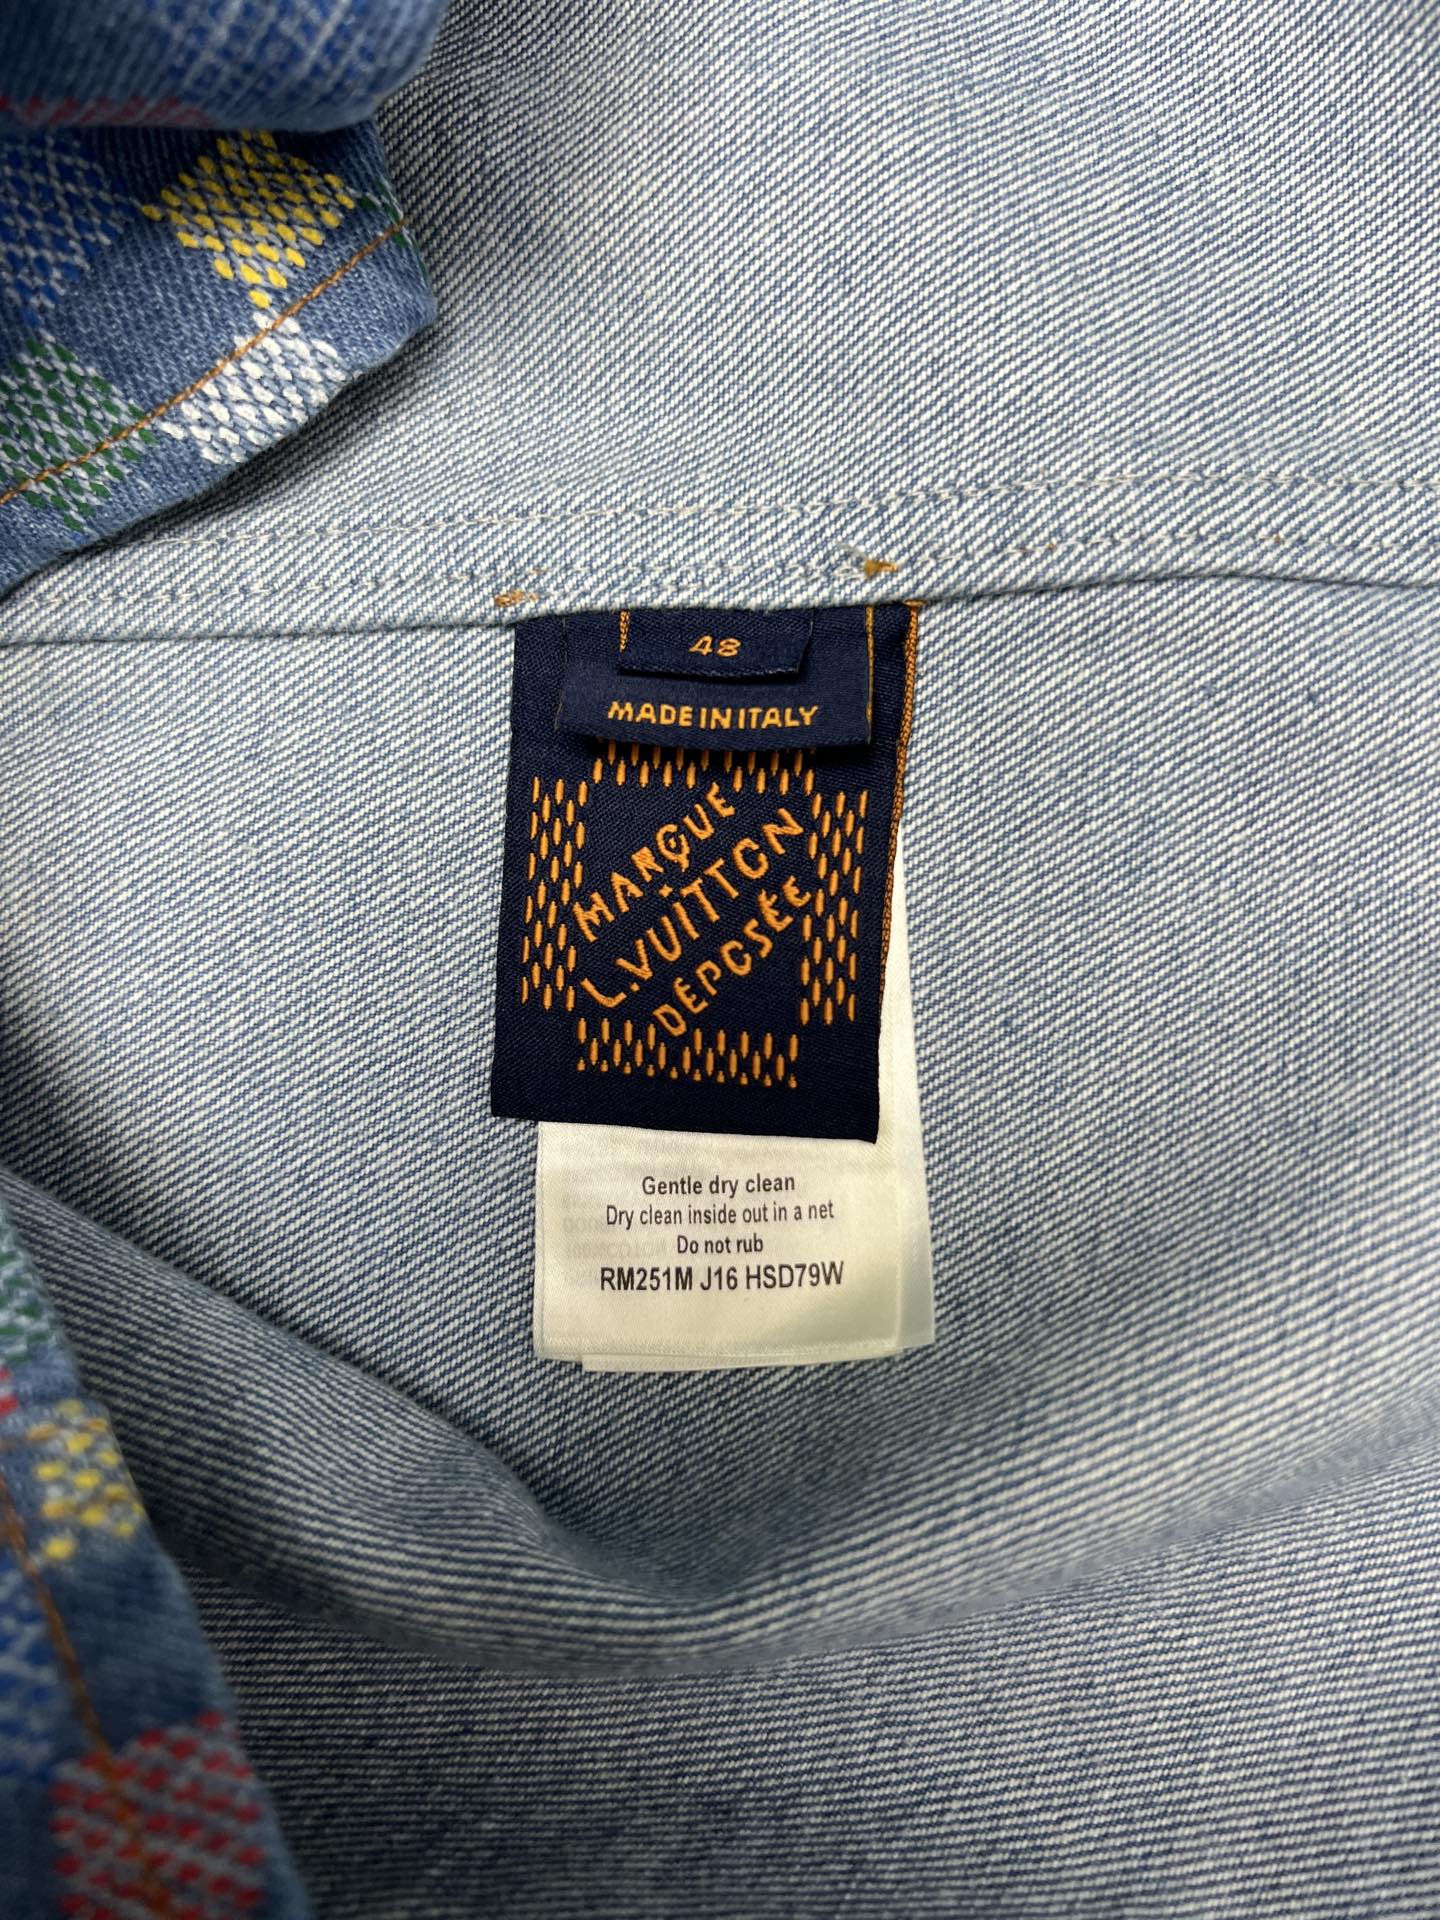 48
MADE IN ITALY
MARQUE
L.VUITTON
DÉPOSÉE
Gentle dry clean
Dry clean inside out in a net
Do not rub
RM251M J16 HSD79W